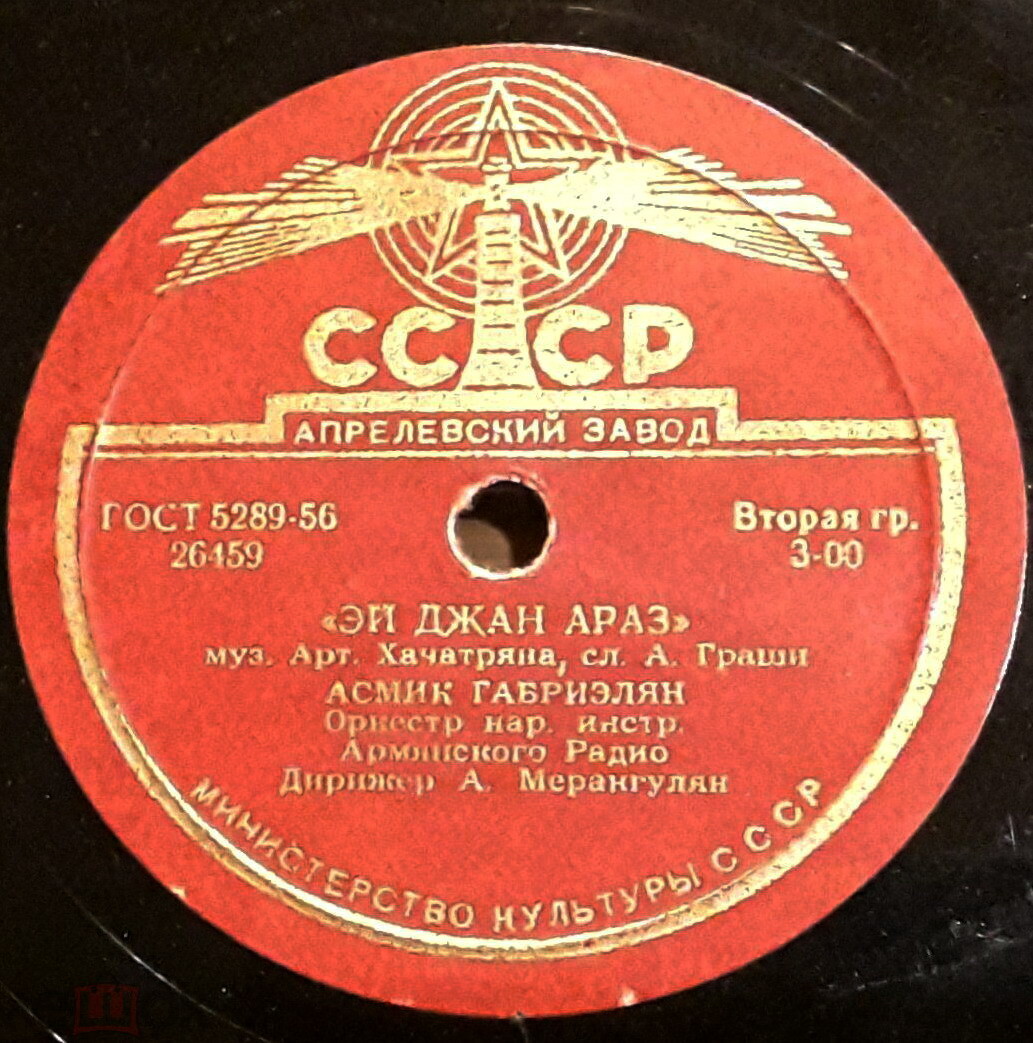 СССР
АПРЕЛЕВСКИЙ ЗАВОД
ГОСТ 5289-56
26459
Вторая гр.
3-00
«ЭЙ ДЖАН АРАЗ»
муз. Арт. Хачатряна, сл. А. Граши
АСМИК ГАБРИЭЛЯН
Оркестр нар. инстр.
Армянского Радио
Дирижер А. Мерангулян
МИНИСТЕРСТВО КУЛЬТУРЫ СССР